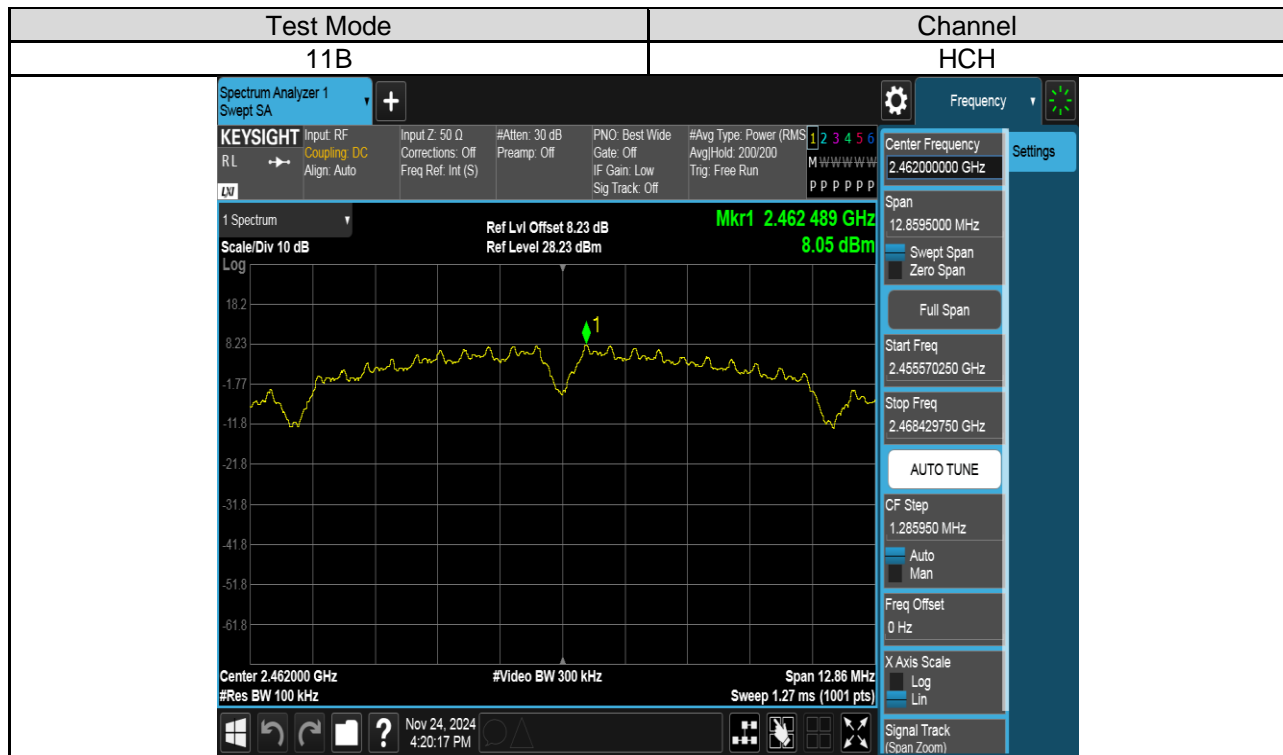 Test Mode Channel
11B HCH
Spectrum Analyzer 1
Swept SA
+
Frequency
KEYSIGHT
RL
LXI
Input: RF
Coupling: DC
Align: Auto
Input Z: 50 Ω
Corrections: Off
Freq Ref: Int (S)
#Atten: 30 dB
Preamp: Off
PNO: Best Wide
Gate: Off
IF Gain: Low
Sig Track: Off
#Avg Type: Power (RMS
Avg|Hold: 200/200
Trig: Free Run
1 2 3 4 5 6
M W W W W W
P P P P P P
1 Spectrum
Scale/Div 10 dB
Log
Ref Lvl Offset 8.23 dB
Ref Level 28.23 dBm
Mkr1 2.462 489 GHz
8.05 dBm
18.2
8.23
-1.77
-11.8
-21.8
-31.8
-41.8
-51.8
-61.8
1
Center 2.462000 GHz
#Res BW 100 kHz
#Video BW 300 kHz
Span 12.86 MHz
Sweep 1.27 ms (1001 pts)
?
Nov 24, 2024
4:20:17 PM
Center Frequency
2.462000000 GHz
Settings
Span
12.8595000 MHz
Swept Span
Zero Span
Full Span
Start Freq
2.455570250 GHz
Stop Freq
2.468429750 GHz
AUTO TUNE
CF Step
1.285950 MHz
Auto
Man
Freq Offset
0 Hz
X Axis Scale
Log
Lin
Signal Track
(Span Zoom)